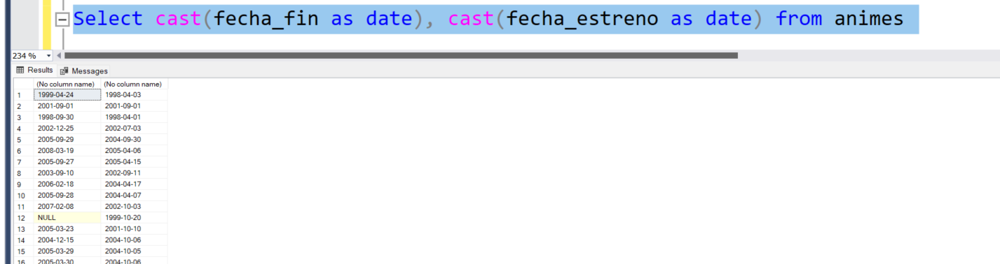 Select cast(fecha_fin as date), cast(fecha_estreno as date) from animes
234 %
Results Messages
(No column name) (No column name)
1 1999-04-24 1998-04-03
2 2001-09-01 2001-09-01
3 1998-09-30 1998-04-01
4 2002-12-25 2002-07-03
5 2005-09-29 2004-09-30
6 2008-03-19 2005-04-06
7 2005-09-27 2005-04-15
8 2003-09-10 2002-09-11
9 2006-02-18 2004-04-17
10 2005-09-28 2004-04-07
11 2007-02-08 2002-10-03
12 NULL 1999-10-20
13 2005-03-23 2001-10-10
14 2004-12-15 2004-10-06
15 2005-03-29 2004-10-05
16 2005-03-30 2004-10-06